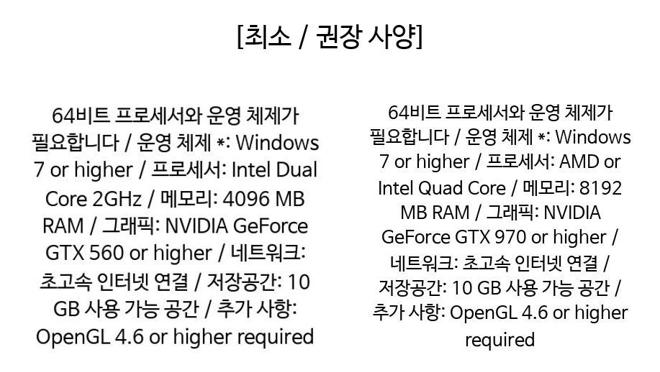 [최소 / 권장 사양]
64비트 프로세서와 운영 체제가
필요합니다 / 운영 체제 *: Windows
7 or higher / 프로세서: Intel Dual
Core 2GHz / 메모리: 4096 MB
RAM / 그래픽: NVIDIA GeForce
GTX 560 or higher / 네트워크:
초고속 인터넷 연결 / 저장공간: 10
GB 사용 가능 공간 / 추가 사항:
OpenGL 4.6 or higher required
64비트 프로세서와 운영 체제가
필요합니다 / 운영 체제 *: Windows
7 or higher / 프로세서: AMD or
Intel Quad Core / 메모리: 8192
MB RAM / 그래픽: NVIDIA
GeForce GTX 970 or higher /
네트워크: 초고속 인터넷 연결 /
저장공간: 10 GB 사용 가능 공간 /
추가 사항: OpenGL 4.6 or higher
required